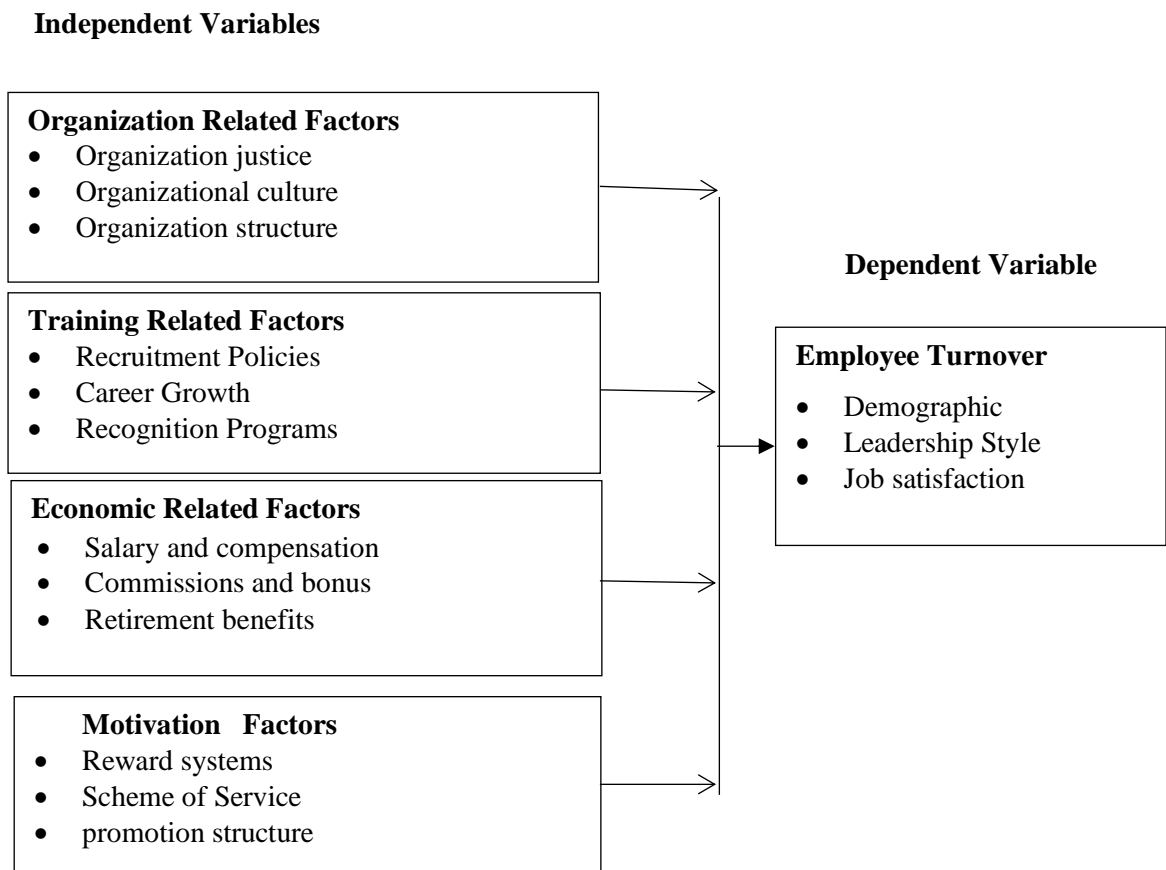 Independent Variables
Organization Related Factors
• Organization justice
• Organizational culture
• Organization structure
Training Related Factors
• Recruitment Policies
• Career Growth
• Recognition Programs
Economic Related Factors
• Salary and compensation
• Commissions and bonus
• Retirement benefits
Motivation Factors
• Reward systems
• Scheme of Service
• promotion structure
Dependent Variable
Employee Turnover
• Demographic
• Leadership Style
• Job satisfaction